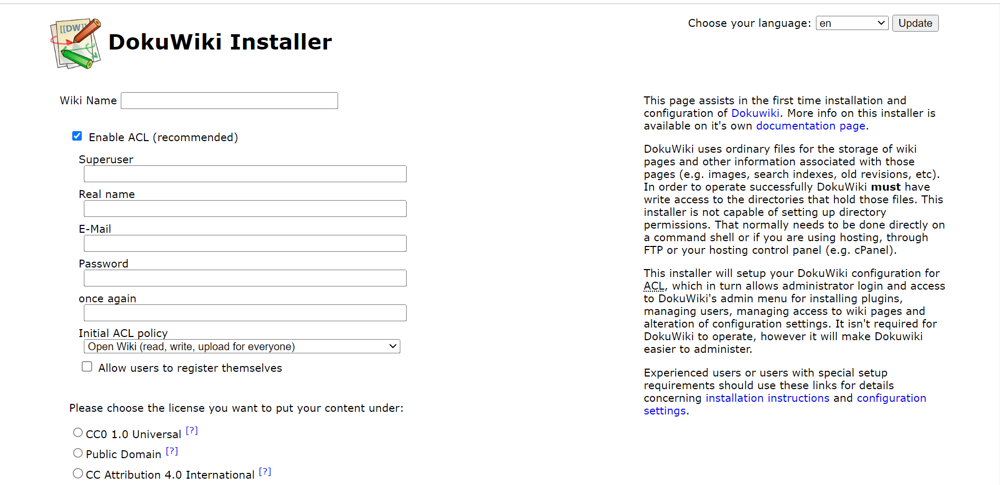 [[DW]]
DokuWiki Installer
Choose your language: en Update
Wiki Name
Enable ACL (recommended)
Superuser
Real name
E-Mail
Password
once again
Initial ACL policy
Open Wiki (read, write, upload for everyone)
Allow users to register themselves
Please choose the license you want to put your content under:
CC0 1.0 Universal [?]
Public Domain [?]
CC Attribution 4.0 International [?]
This page assists in the first time installation and
configuration of Dokuwiki. More info on this installer is
available on it's own documentation page.
DokuWiki uses ordinary files for the storage of wiki
pages and other information associated with those
pages (e.g. images, search indexes, old revisions, etc).
In order to operate successfully DokuWiki must have
write access to the directories that hold those files. This
installer is not capable of setting up directory
permissions. That normally needs to be done directly on
a command shell or if you are using hosting, through
FTP or your hosting control panel (e.g. cPanel).
This installer will setup your DokuWiki configuration for
ACL, which in turn allows administrator login and access
to DokuWiki's admin menu for installing plugins,
managing users, managing access to wiki pages and
alteration of configuration settings. It isn't required for
DokuWiki to operate, however it will make Dokuwiki
easier to administer.
Experienced users or users with special setup
requirements should use these links for details
concerning installation instructions and configuration
settings.